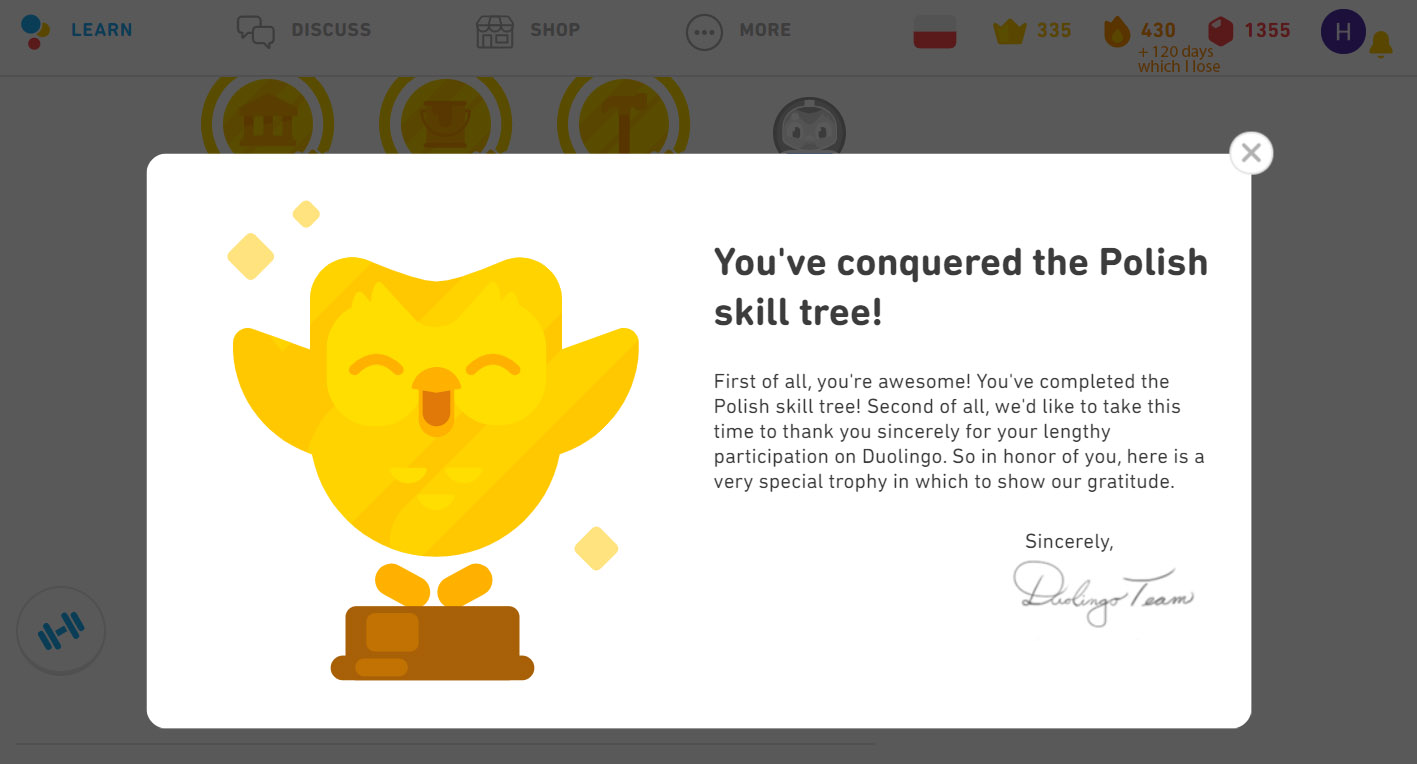 LEARN
DISCUSS
SHOP
MORE
335
430
1355
H
+ 120 days
which I lose
You've conquered the Polish
skill tree!
First of all, you're awesome! You've completed the
Polish skill tree! Second of all, we'd like to take this
time to thank you sincerely for your lengthy
participation on Duolingo. So in honor of you, here is a
very special trophy in which to show our gratitude.
Sincerely,
Duolingo Team